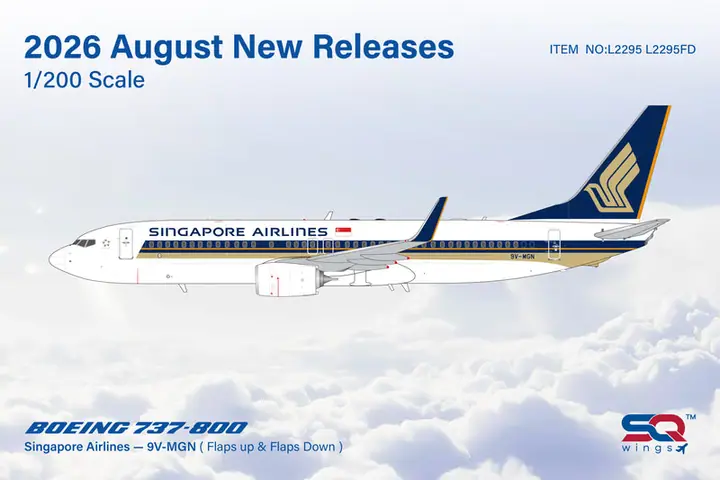 2026 August New Releases
1/200 Scale
ITEM NO:L2295 L2295FD
SINGAPORE AIRLINES
9V-MGN
BOEING 737-800
Singapore Airlines — 9V-MGN ( Flaps up & Flaps Down )
SQ™
wings